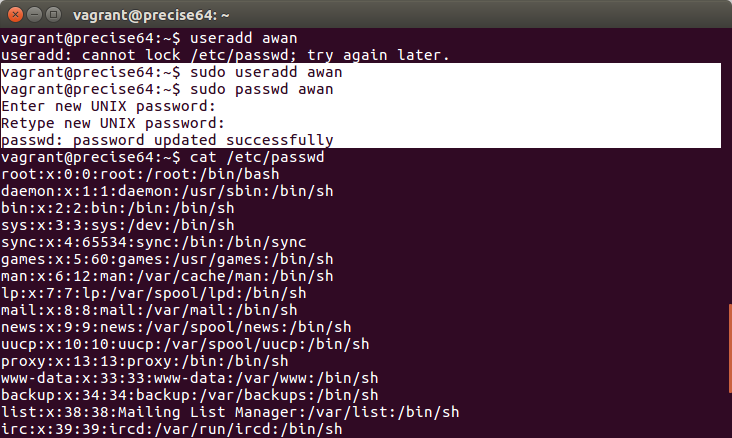 vagrant@precise64: ~
vagrant@precise64:~$ useradd awan
useradd: cannot lock /etc/passwd; try again later.
vagrant@precise64:~$ sudo useradd awan
vagrant@precise64:~$ sudo passwd awan
Enter new UNIX password:
Retype new UNIX password:
passwd: password updated successfully
vagrant@precise64:~$ cat /etc/passwd
root:x:0:0:root:/root:/bin/bash
daemon:x:1:1:daemon:/usr/sbin:/bin/sh
bin:x:2:2:bin:/bin:/bin/sh
sys:x:3:3:sys:/dev:/bin/sh
sync:x:4:65534:sync:/bin:/bin/sync
games:x:5:60:games:/usr/games:/bin/sh
man:x:6:12:man:/var/cache/man:/bin/sh
lp:x:7:7:lp:/var/spool/lpd:/bin/sh
mail:x:8:8:mail:/var/mail:/bin/sh
news:x:9:9:news:/var/spool/news:/bin/sh
uucp:x:10:10:uucp:/var/spool/uucp:/bin/sh
proxy:x:13:13:proxy:/bin:/bin/sh
www-data:x:33:33:www-data:/var/www:/bin/sh
backup:x:34:34:backup:/var/backups:/bin/sh
list:x:38:38:Mailing List Manager:/var/list:/bin/sh
irc:x:39:39:ircd:/var/run/ircd:/bin/sh